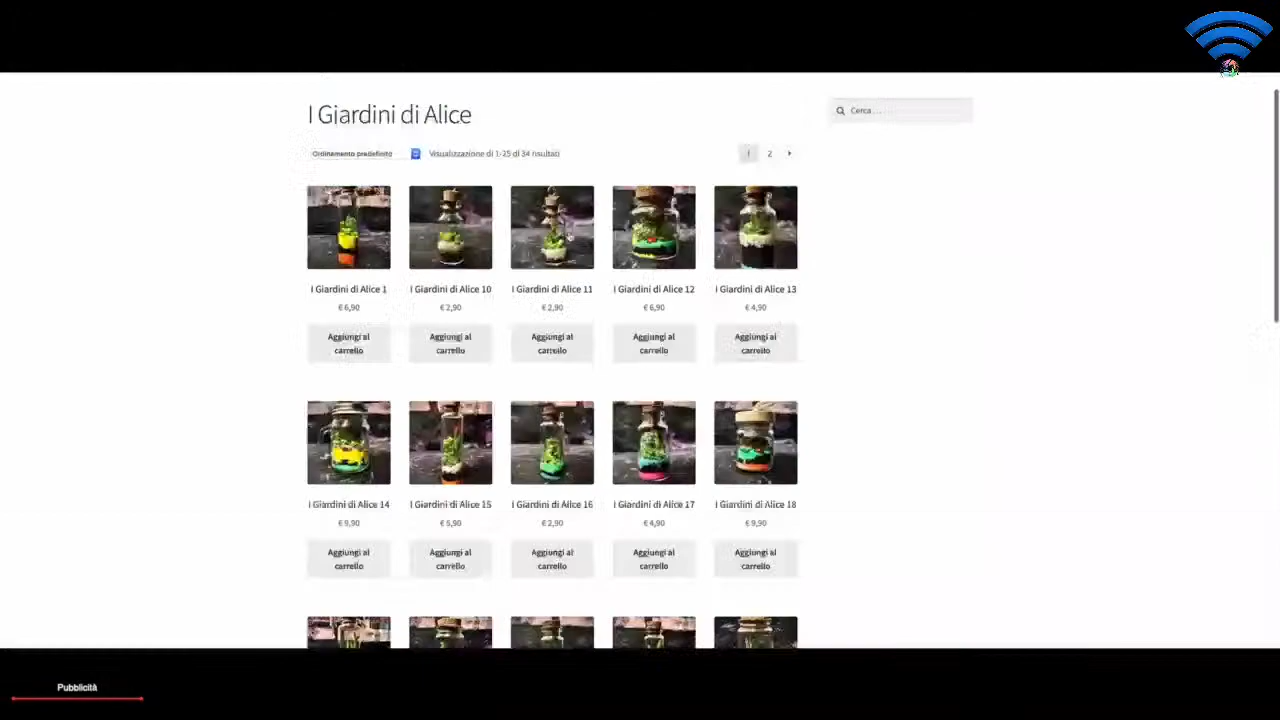 I Giardini di Alice
Cerca …
Ordinamento predefinito
Visualizzazione di 1-25 di 34 risultati
1 2
I Giardini di Alice 1
I Giardini di Alice 10
I Giardini di Alice 11
I Giardini di Alice 12
I Giardini di Alice 13
€ 6,90
€ 2,90
€ 2,90
€ 6,90
€ 4,90
Aggiungi al
carrello
Aggiungi al
carrello
Aggiungi al
carrello
Aggiungi al
carrello
Aggiungi al
carrello
I Giardini di Alice 14
I Giardini di Alice 15
I Giardini di Alice 16
I Giardini di Alice 17
I Giardini di Alice 18
€ 9,90
€ 5,90
€ 2,90
€ 4,90
€ 9,90
Aggiungi al
carrello
Aggiungi al
carrello
Aggiungi al
carrello
Aggiungi al
carrello
Aggiungi al
carrello
Pubblicità